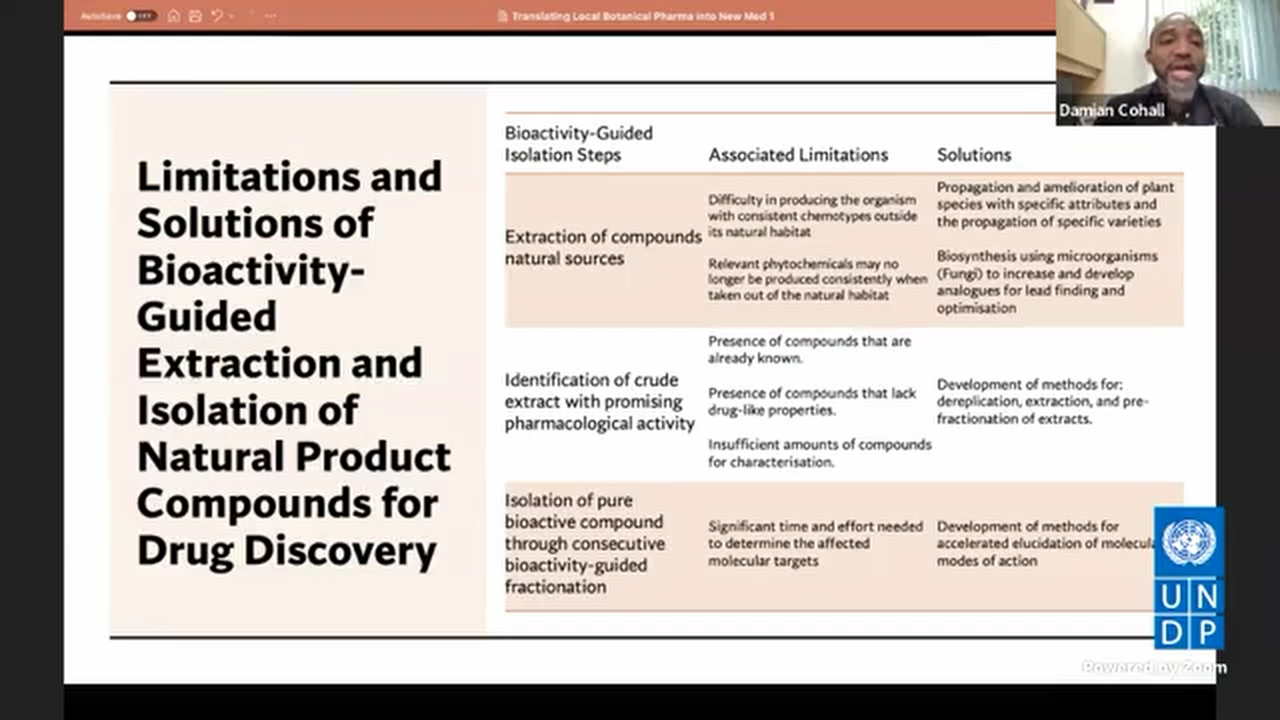 AutoSave OFF
Translating Local Botanical Pharma into New Med 1
Damian Cohall
Limitations and
Solutions of
Bioactivity-
Guided
Extraction and
Isolation of
Natural Product
Compounds for
Drug Discovery
Bioactivity-Guided
Isolation Steps
Associated Limitations
Solutions
Extraction of compounds
natural sources
Difficulty in producing the organism
with consistent chemotypes outside
its natural habitat
Relevant phytochemicals may no
longer be produced consistently when
taken out of the natural habitat
Propagation and amelioration of plant
species with specific attributes and
the propagation of specific varieties
Biosynthesis using microorganisms
(Fungi) to increase and develop
analogues for lead finding and
optimisation
Identification of crude
extract with promising
pharmacological activity
Presence of compounds that are
already known.
Presence of compounds that lack
drug-like properties.
Insufficient amounts of compounds
for characterisation.
Development of methods for:
dereplication, extraction, and pre-
fractionation of extracts.
Isolation of pure
bioactive compound
through consecutive
bioactivity-guided
fractionation
Significant time and effort needed
to determine the affected
molecular targets
Development of methods for
accelerated elucidation of molecula
modes of action
UN
DP
Powered by Zoom